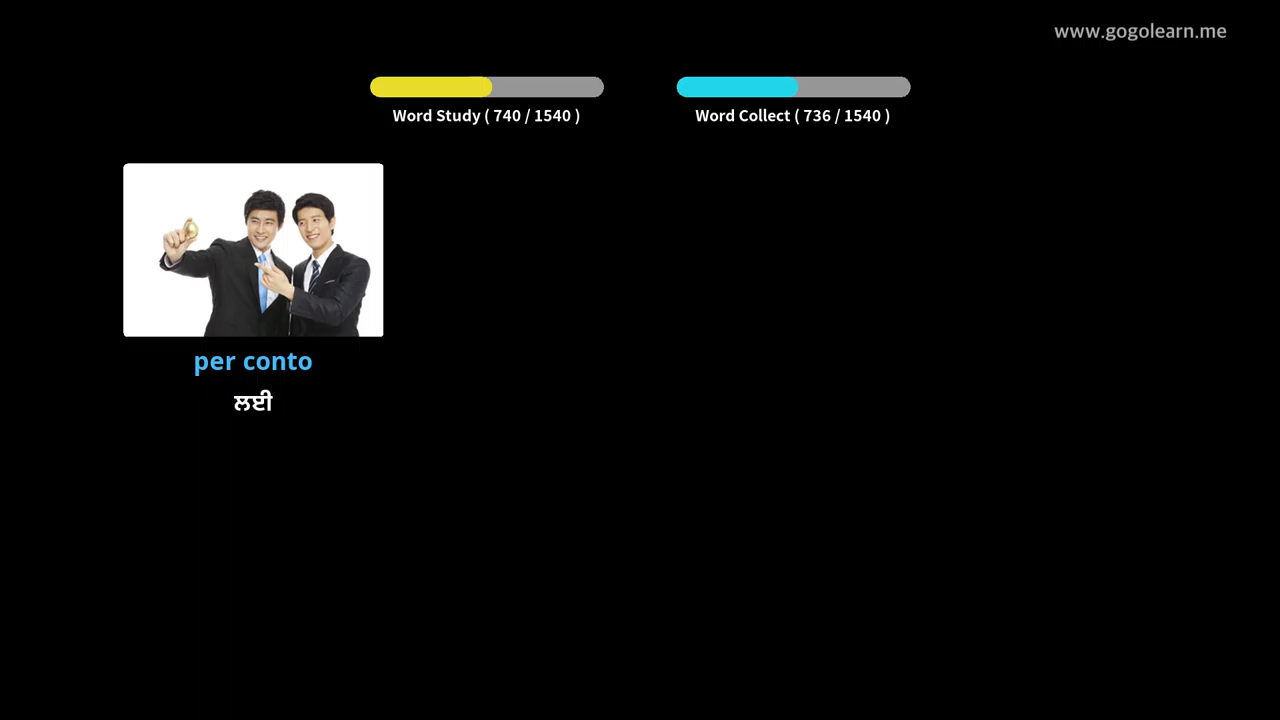 www.gogolearn.me
Word Study ( 740 / 1540 )
Word Collect ( 736 / 1540 )
per conto
ਲਈ